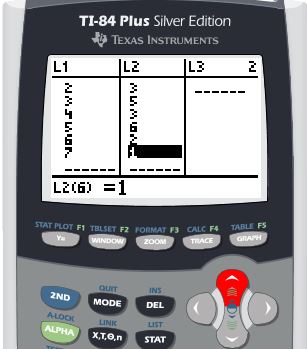 TI-84 Plus Silver Edition
TEXAS INSTRUMENTS
L1 L2 L3 2
2 3 ------
3 5
4 3
5 6
6 2
7 1
------ ------
L2(6) =1
STAT PLOT F1 TBLSET F2 FORMAT F3 CALC F4 TABLE F5
Y= WINDOW ZOOM TRACE GRAPH
QUIT INS
2ND MODE DEL
A-LOCK LINK LIST
ALPHA X,T,Θ,n STAT